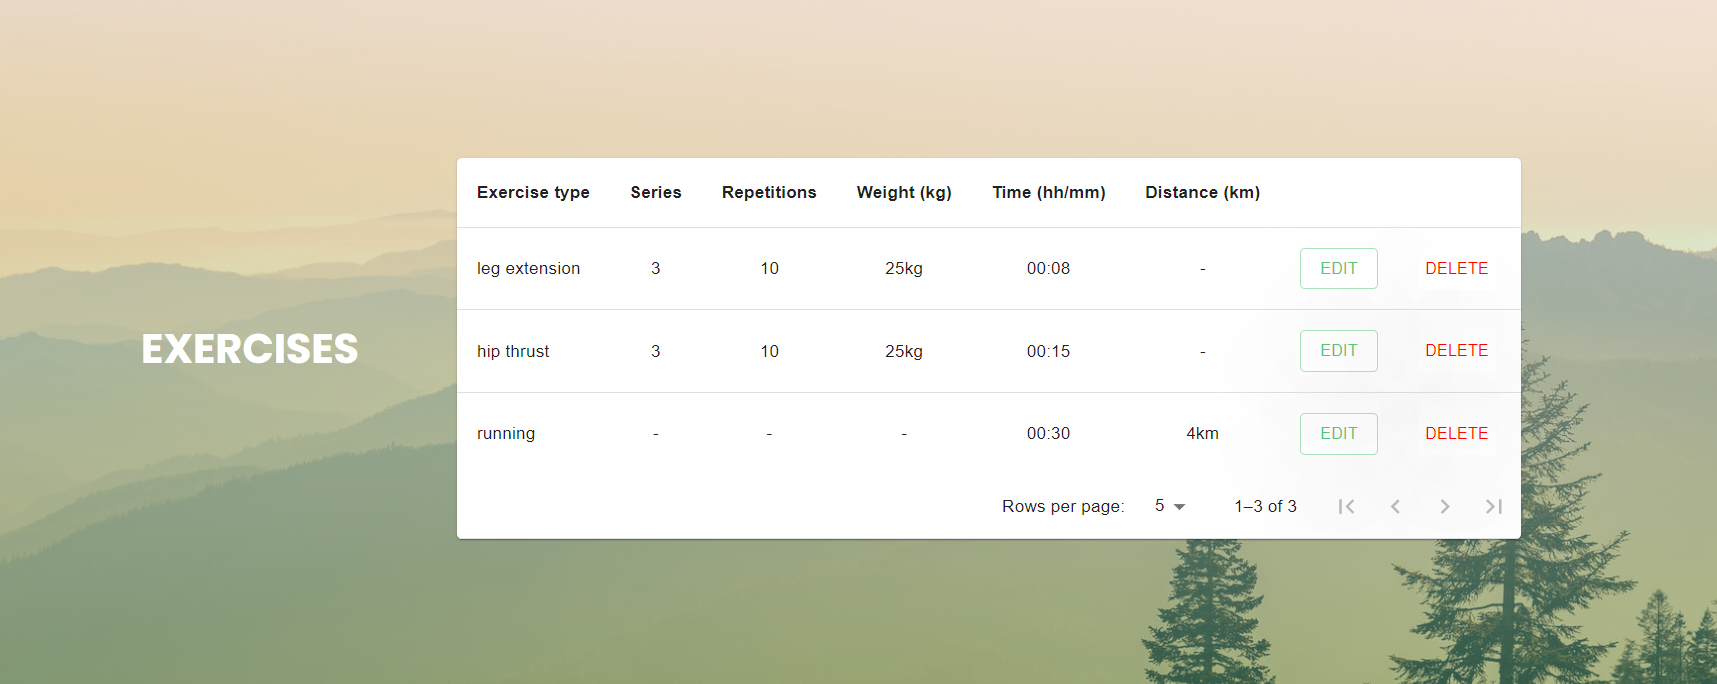 EXERCISES
Exercise type Series Repetitions Weight (kg) Time (hh/mm) Distance (km)
leg extension 3 10 25kg 00:08 - EDIT DELETE
hip thrust 3 10 25kg 00:15 - EDIT DELETE
running - - - 00:30 4km EDIT DELETE
Rows per page: 5 1–3 of 3